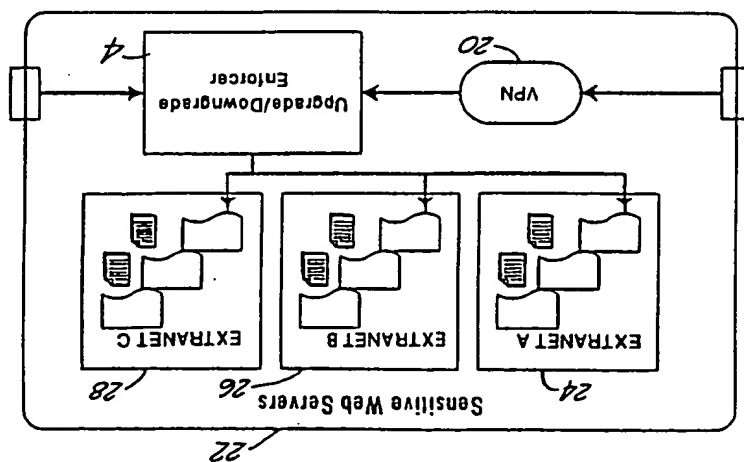 22
Sensitive Web Servers
24
26
28
EXTRANET A
EXTRANET B
EXTRANET C
VPN
Upgrade/Downgrade
Enforcer
20
4